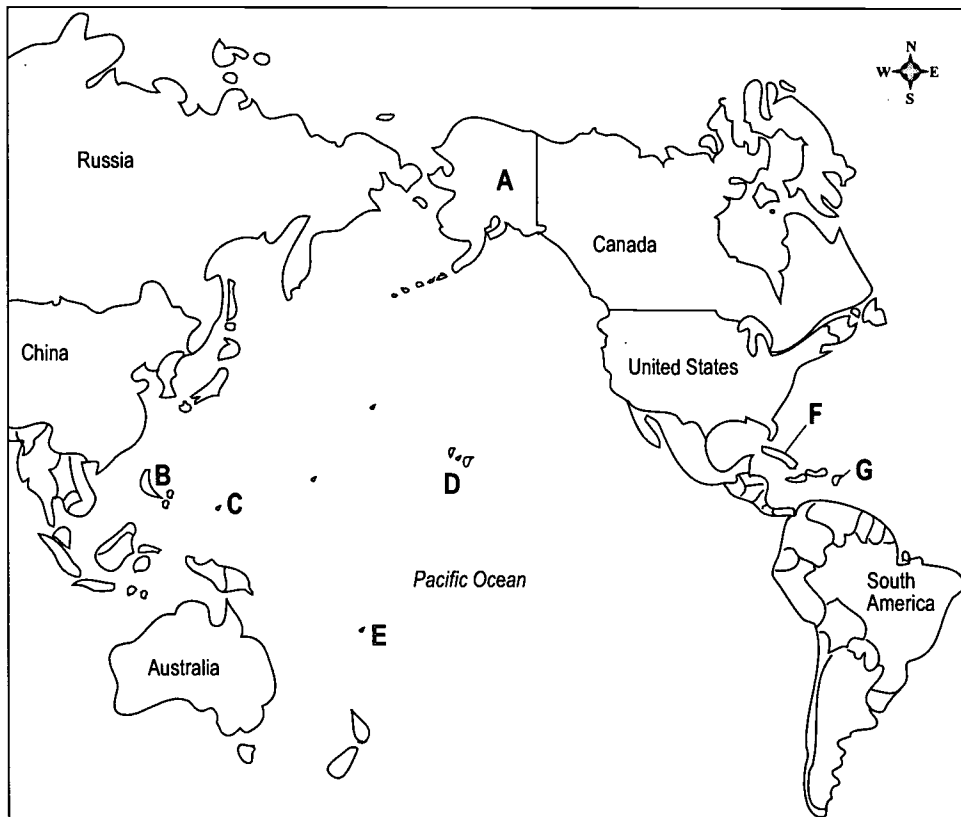 N
W E
S
Russia
A
Canada
China
United States
F
B
C
D
G
Pacific Ocean
South
America
E
Australia